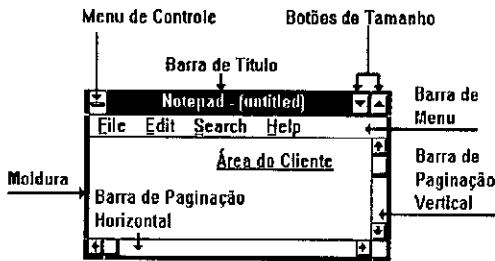 Menu de Controle
Botões de Tamanho
Barra de Título
Notepad - (untitled)
File Edit Search Help
Barra de
Menu
Área do Cliente
Moldura
Barra de Paginação
Horizontal
Barra de
Paginação
Vertical